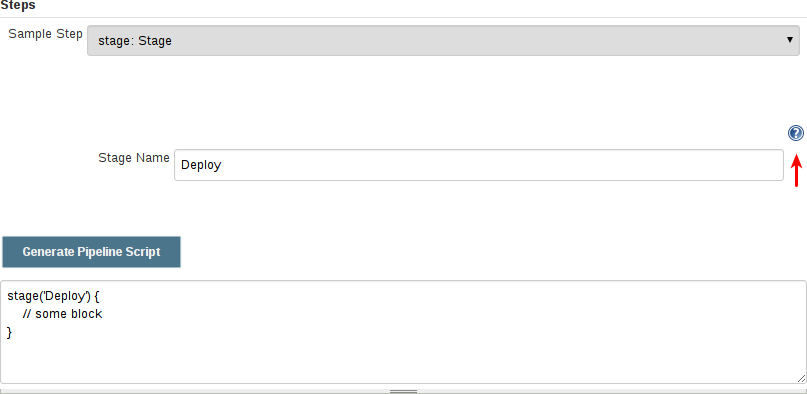 Steps
Sample Step
stage: Stage
?
Stage Name
Deploy
Generate Pipeline Script
stage('Deploy') {
    // some block
}